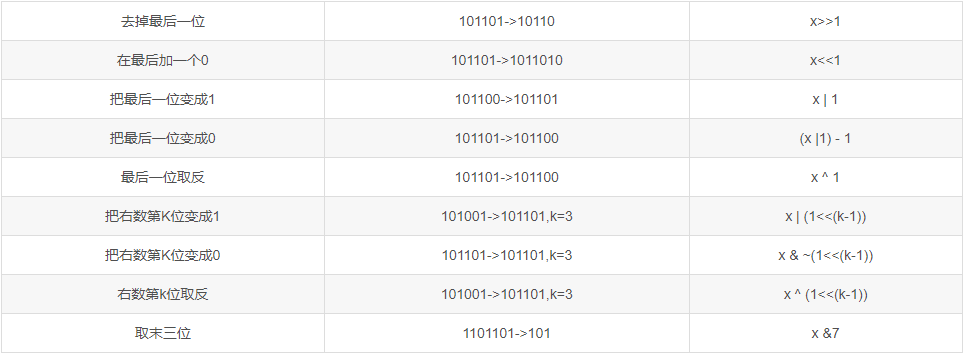 去掉最后一位 101101->10110 x>>1
在最后加一个0 101101->1011010 x<<1
把最后一位变成1 101100->101101 x | 1
把最后一位变成0 101101->101100 (x |1) - 1
最后一位取反 101101->101100 x ^ 1
把右数第K位变成1 101001->101101,k=3 x | (1<<(k-1))
把右数第K位变成0 101101->101101,k=3 x & ~(1<<(k-1))
右数第k位取反 101001->101101,k=3 x ^ (1<<(k-1))
取末三位 1101101->101 x &7